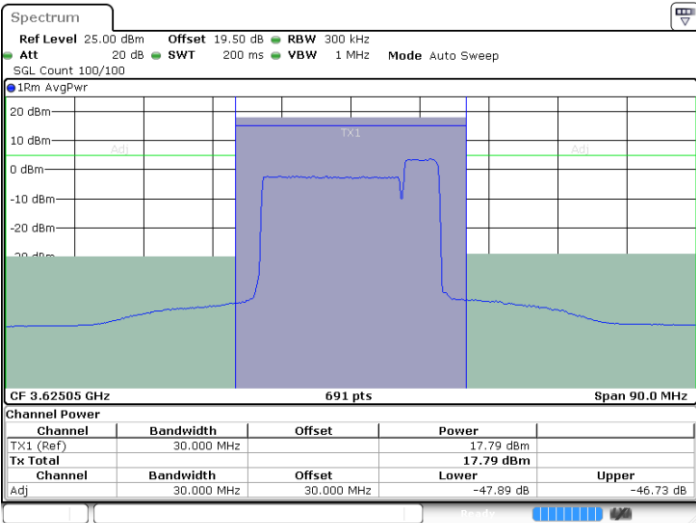 Spectrum
Ref Level 25.00 dBm Offset 19.50 dB RBW 300 kHz
Att 20 dB SWT 200 ms VBW 1 MHz Mode Auto Sweep
SGL Count 100/100
1Rm AvgPwr
20 dBm
TX1
10 dBm
Adj Adj
0 dBm
-10 dBm
-20 dBm
CF 3.62505 GHz 691 pts Span 90.0 MHz
Channel Power
Channel Bandwidth Offset Power
TX1 (Ref) 30.000 MHz 17.79 dBm
Tx Total 17.79 dBm
Channel Bandwidth Offset Lower Upper
Adj 30.000 MHz 30.000 MHz -47.89 dB -46.73 dB
Ready